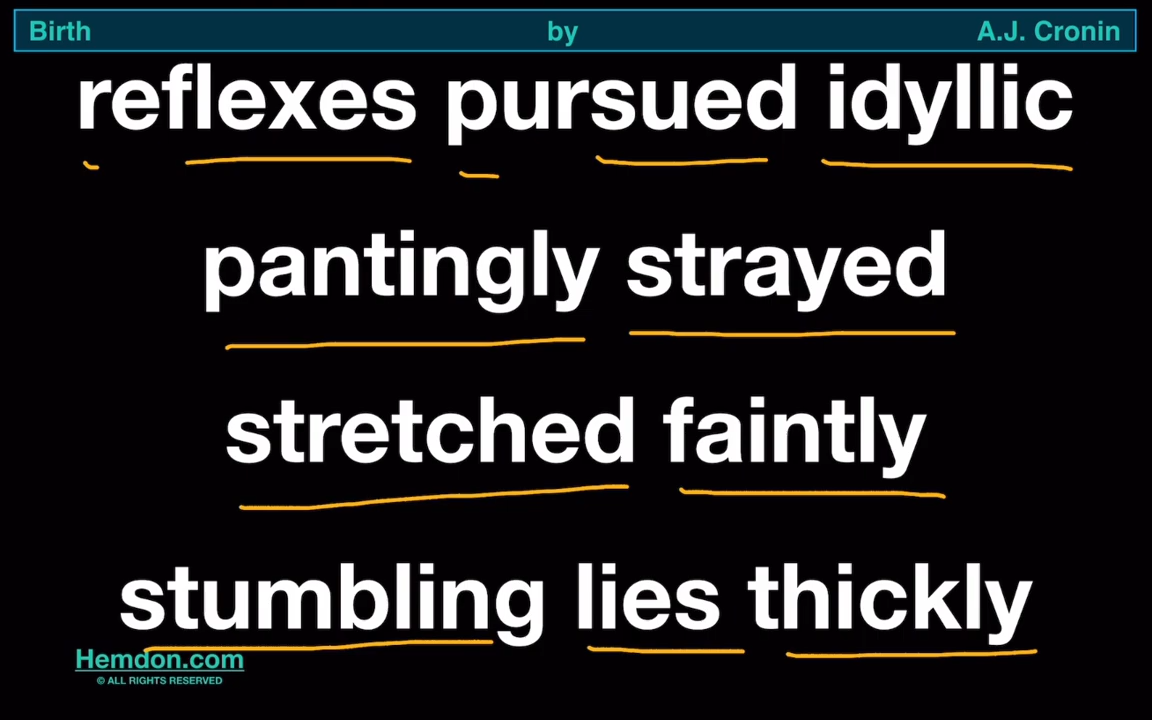 Birth by A.J. Cronin
reflexes pursued idyllic
pantingly strayed
stretched faintly
stumbling lies thickly
Hemdon.com
© ALL RIGHTS RESERVED